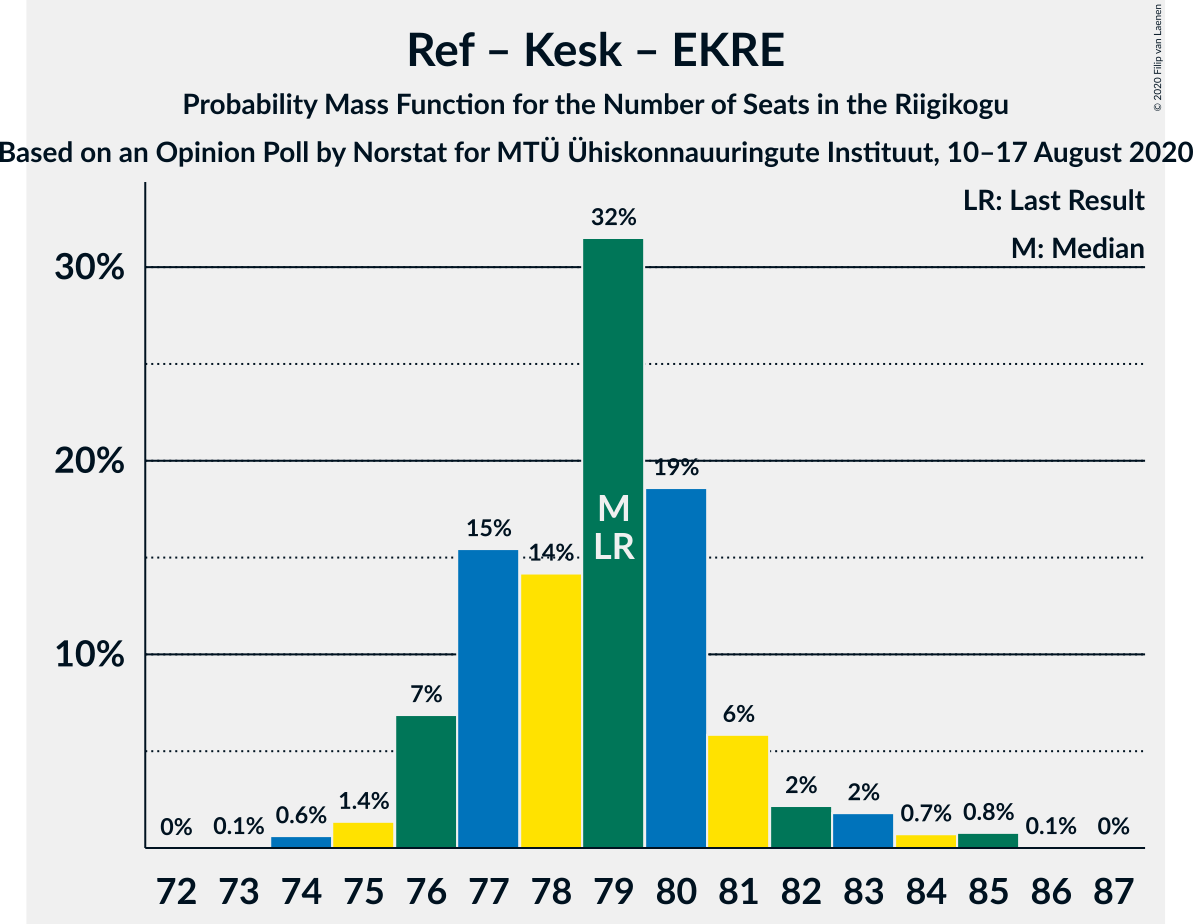 Ref – Kesk – EKRE
Probability Mass Function for the Number of Seats in the Riigikogu
Based on an Opinion Poll by Norstat for MTÜ Ühiskonnauuringute Instituut, 10–17 August 2020
© 2020 Filip van Laenen
LR: Last Result
M: Median
32%
30%
20%
19%
M
15%
LR
14%
10%
7%
6%
2%
2%
1.4%
0.6%
0.7%
0.8%
0%
0.1%
0.1%
0%
72 73 74 75 76 77 78 79 80 81 82 83 84 85 86 87